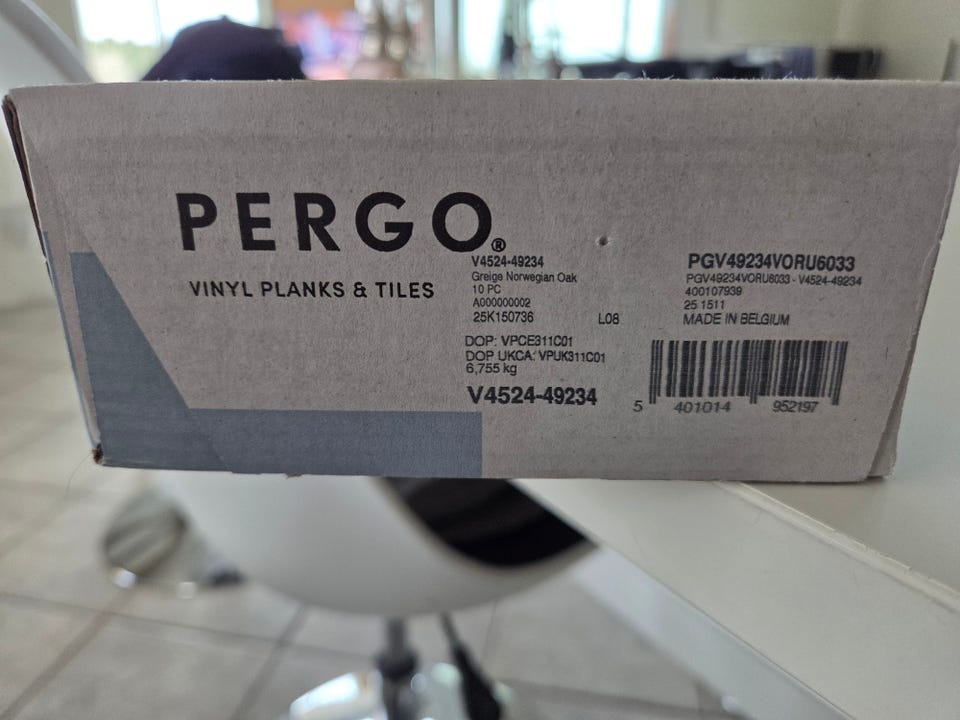 PERGO®
VINYL PLANKS & TILES
V4524-49234
Greige Norwegian Oak
10 PC
A000000002
25K150736 L08
DOP: VPCE311C01
DOP UKCA: VPUK311C01
6,755 kg
V4524-49234
PGV49234VORU6033
PGV49234VORU6033 - V4524-49234
400107939
25 1511
MADE IN BELGIUM
5 401014 952197